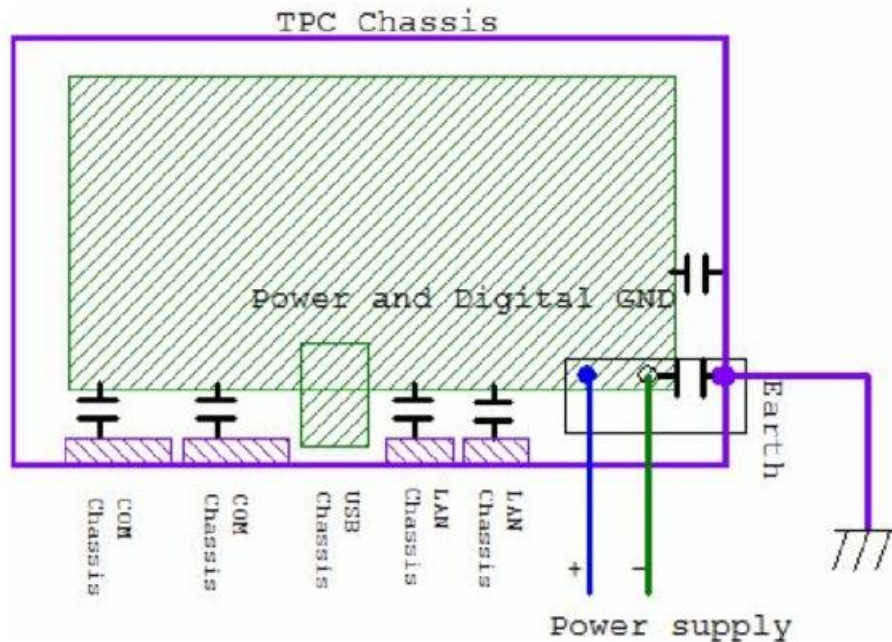 TPC Chassis
Power and Digital GND
Earth
COM
Chassis
COM
Chassis
USB
Chassis
LAN
Chassis
LAN
Chassis
+
-
Power supply